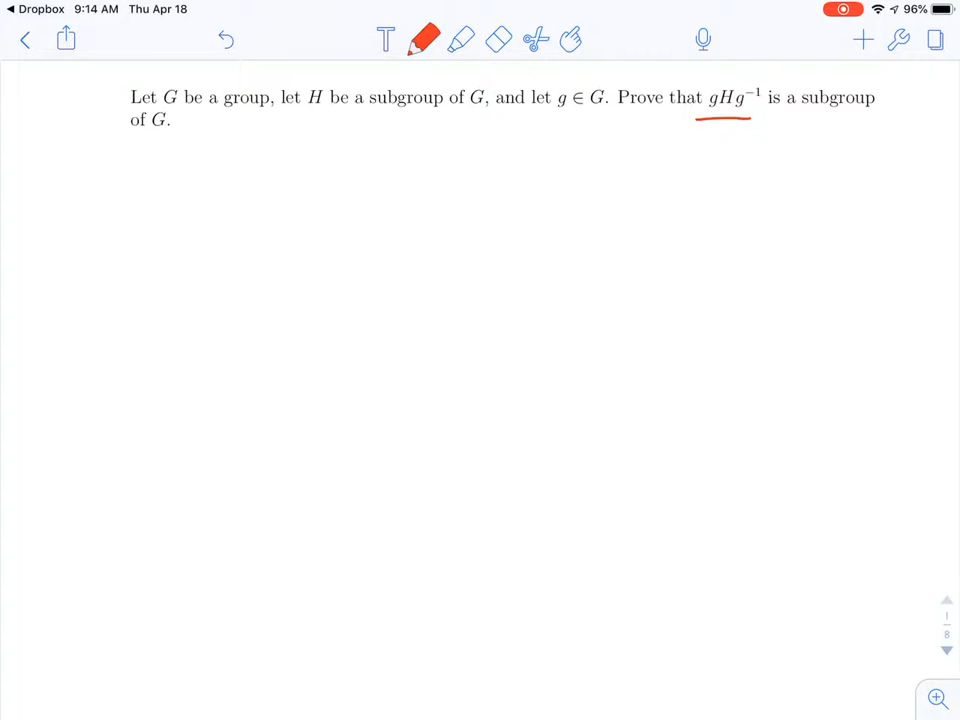 Dropbox 9:14 AM Thu Apr 18 96%
T
Let G be a group, let H be a subgroup of G, and let g ∈ G. Prove that gHg⁻¹ is a subgroup
of G.
1
8